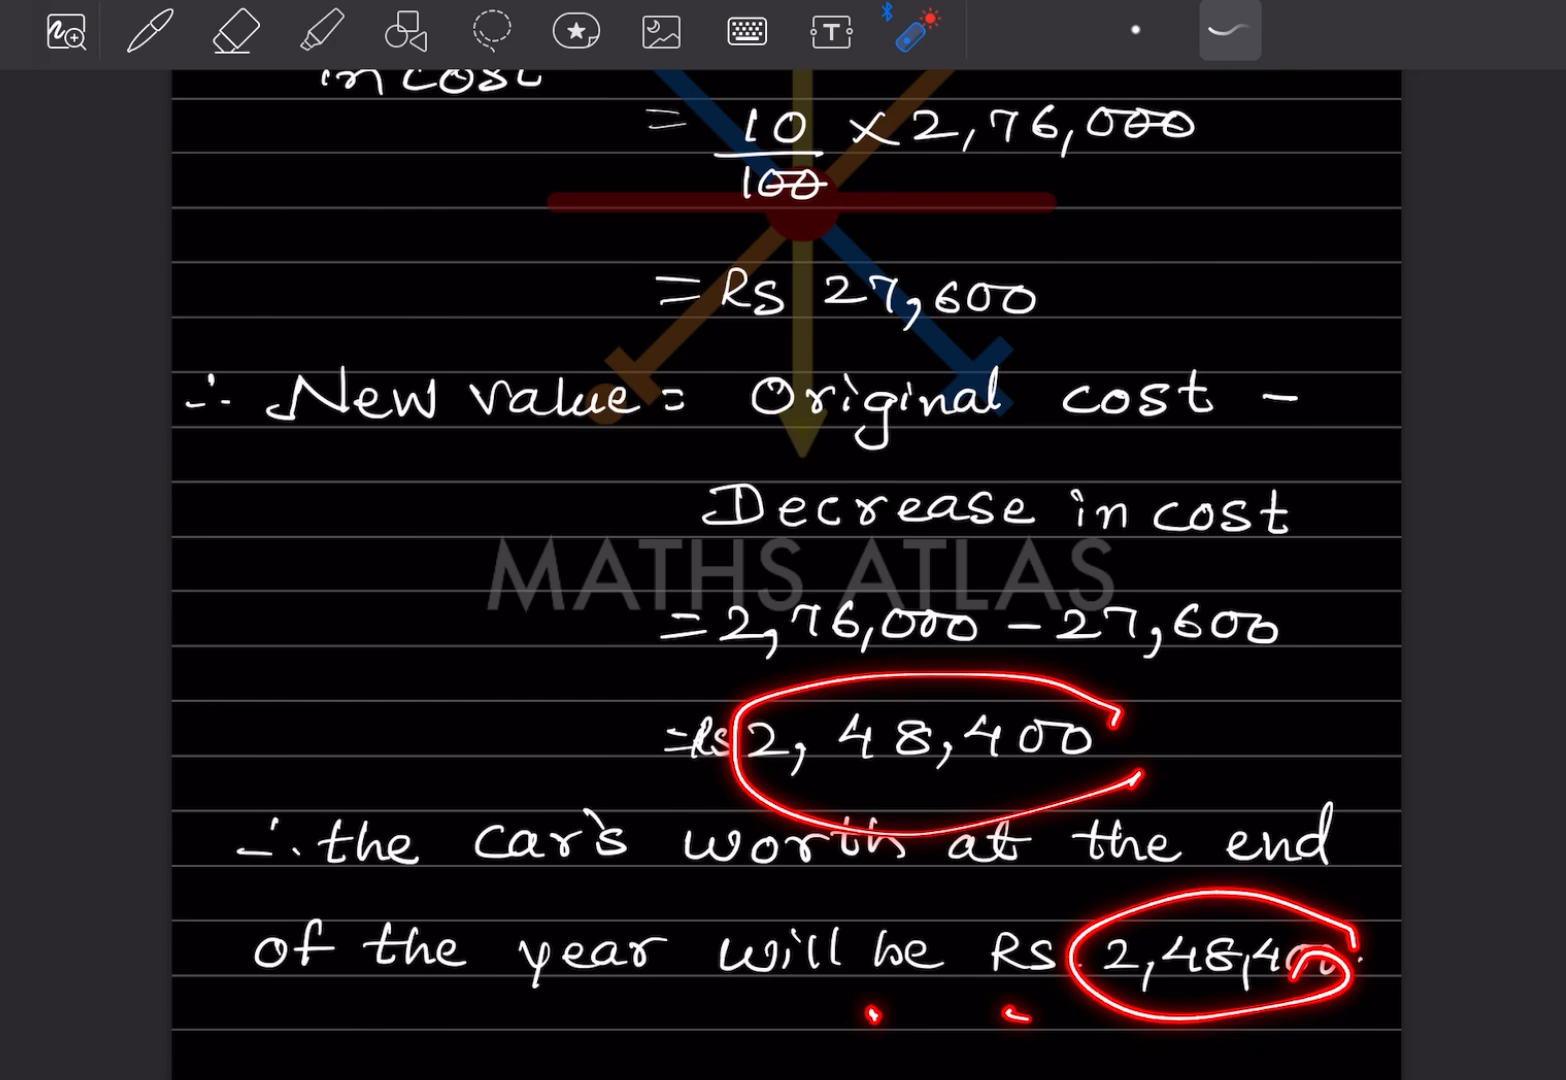 in cost
= 10/100 × 2,76,000
= Rs 27,600
∴ New value = Original cost -
Decrease in cost
MATHS ATLAS
= 2,76,000 - 27,600
= Rs 2,48,400
∴ the car's worth at the end
of the year will be Rs 2,48,400.